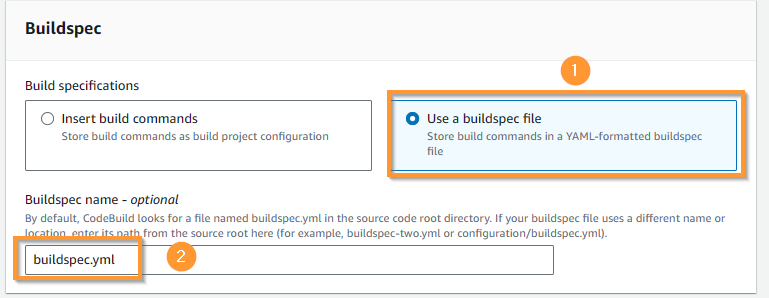 Buildspec
1
Build specifications
Insert build commands
Store build commands as build project configuration
Use a buildspec file
Store build commands in a YAML-formatted buildspec
file
Buildspec name - optional
By default, CodeBuild looks for a file named buildspec.yml in the source code root directory. If your buildspec file uses a different name or
location, enter its path from the source root here (for example, buildspec-two.yml or configuration/buildspec.yml).
buildspec.yml
2